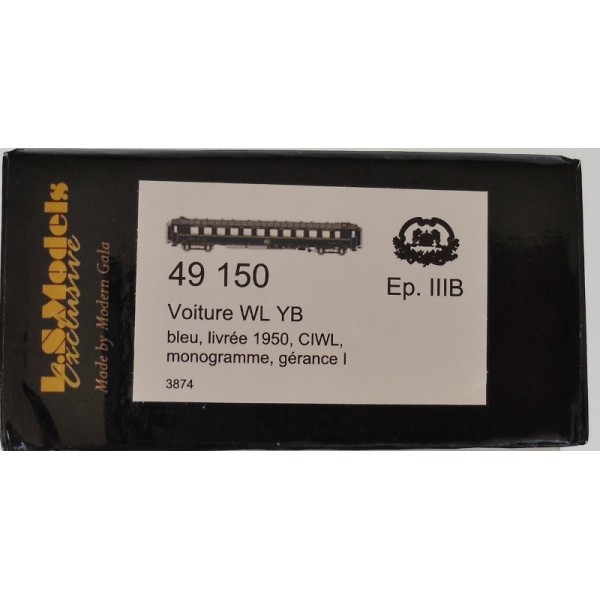 L.S.Models
Exclusive
Made by Modern Gala
49 150
Ep. IIIB
Voiture WL YB
bleu, livrée 1950, CIWL,
monogramme, gérance I
3874